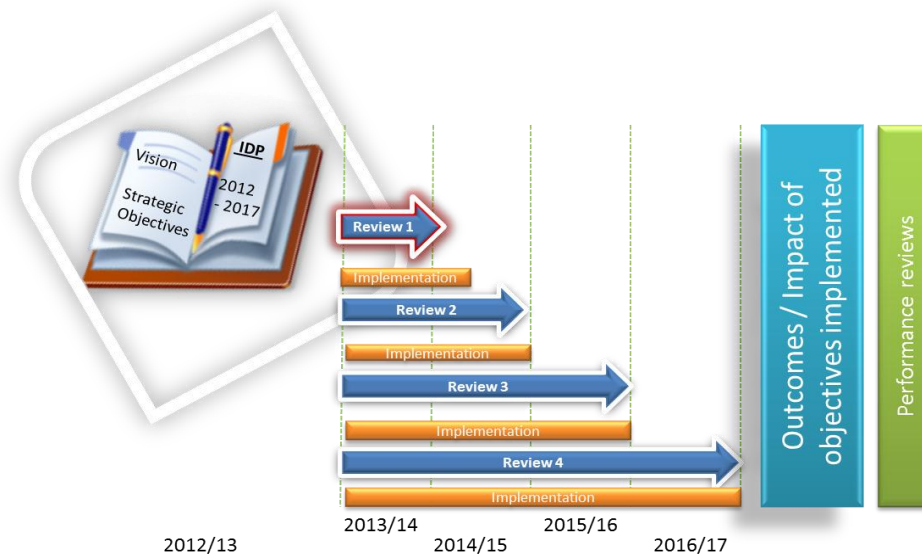 Vision
Strategic
Objectives
IDP
2012
- 2017
Review 1
Implementation
Review 2
Implementation
Review 3
Implementation
Review 4
Implementation
2012/13
2013/14
2014/15
2015/16
2016/17
Outcomes / Impact of
objectives implemented
Performance reviews